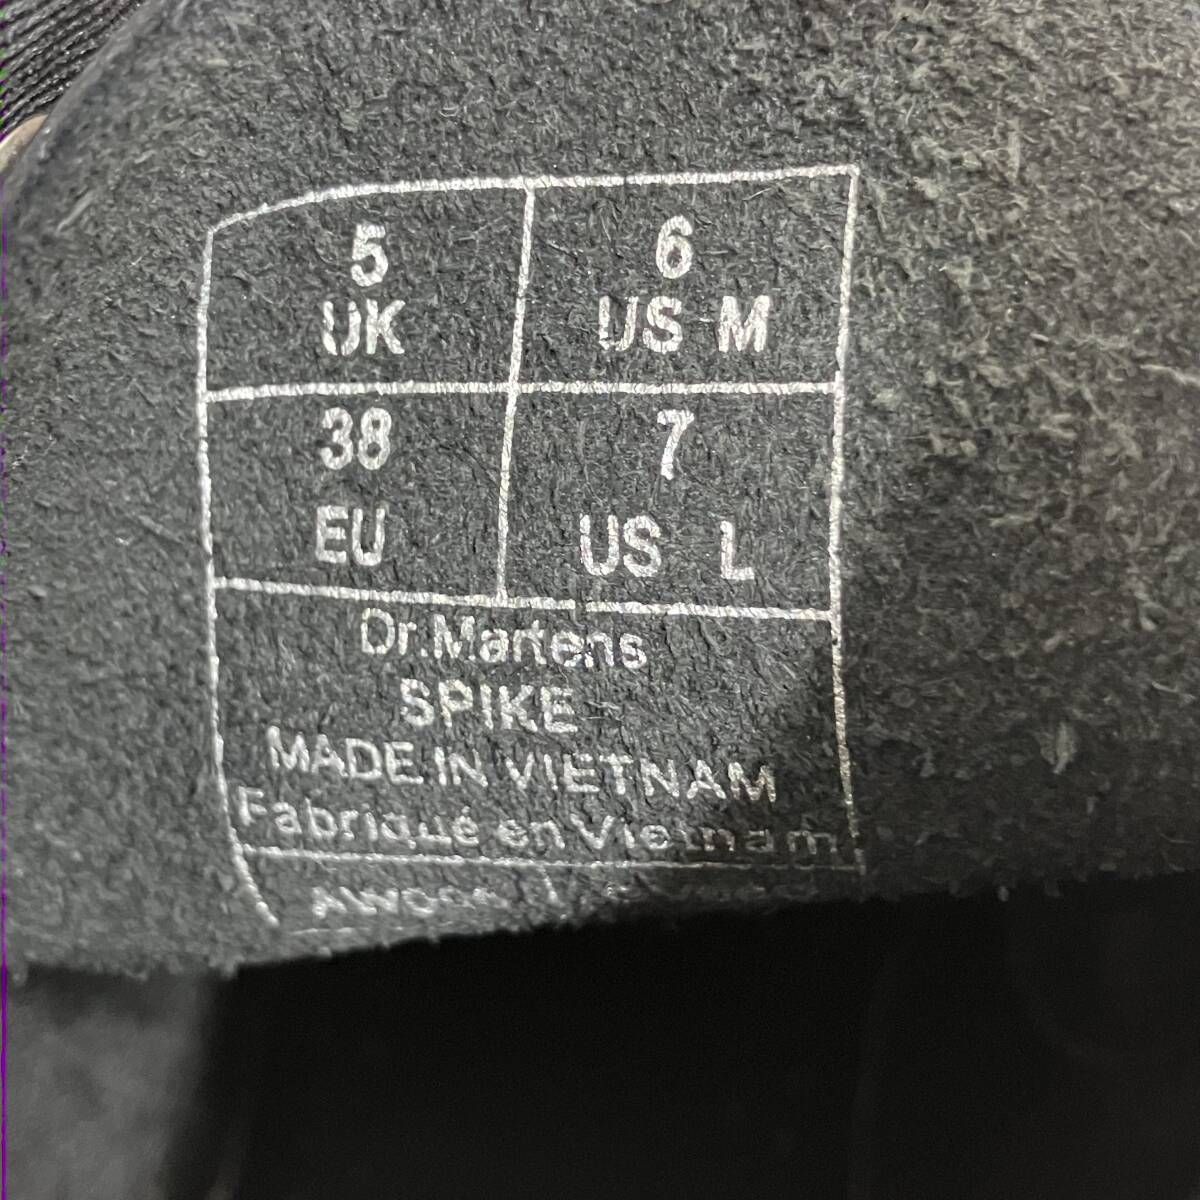 5 6
UK US M
38 7
EU US L
Dr.Martens
SPIKE
MADE IN VIETNAM
Fabriqué en Vietnam